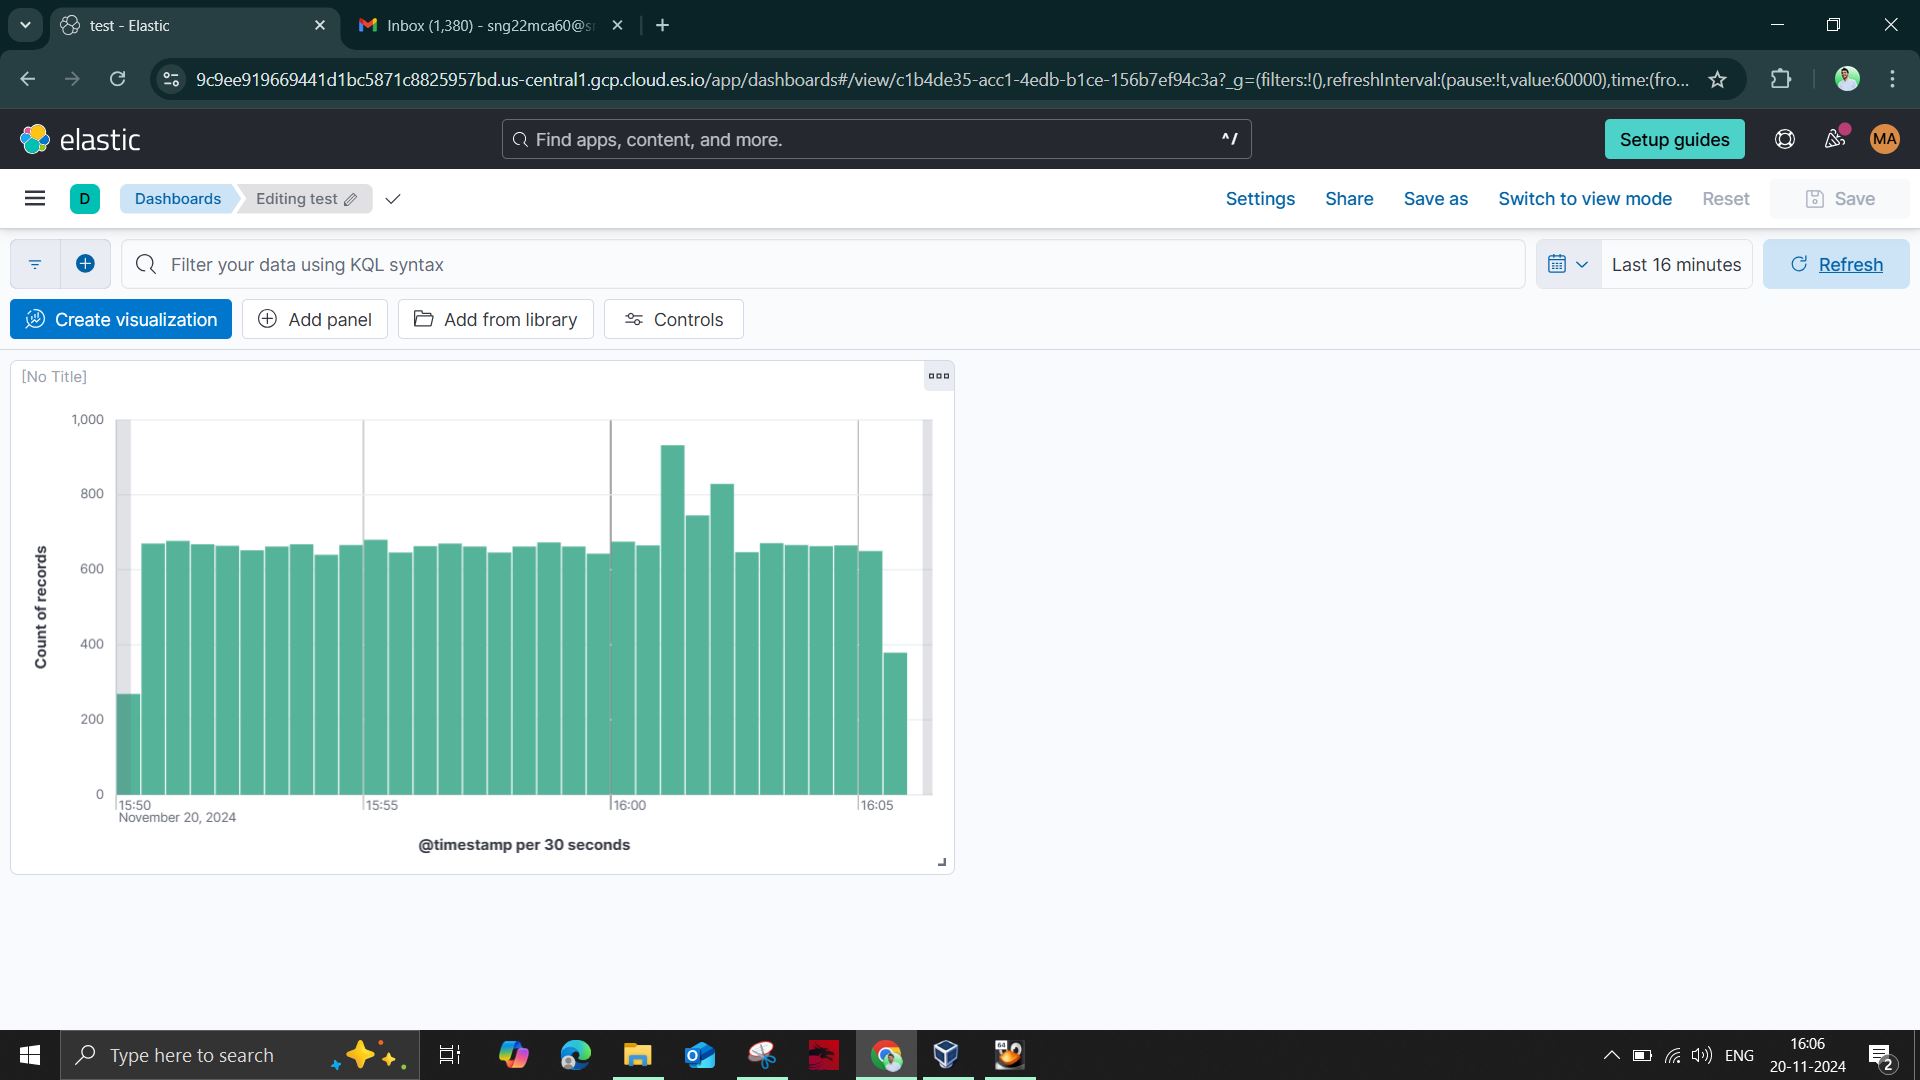 test - Elastic
Inbox (1,380) - sng22mca60@
9c9ee919669441d1bc5871c8825957bd.us-central1.gcp.cloud.es.io/app/dashboards#/view/c1b4de35-acc1-4edb-b1ce-156b7ef94c3a?_g=(filters:!(),refreshInterval:(pause:!t,value:60000),time:(fro...
elastic
Find apps, content, and more.
^/
Setup guides
MA
D
Dashboards
Editing test
Settings
Share
Save as
Switch to view mode
Reset
Save
Filter your data using KQL syntax
Last 16 minutes
Refresh
Create visualization
Add panel
Add from library
Controls
[No Title]
1,000
800
600
400
200
0
Count of records
15:50
15:55
16:00
16:05
November 20, 2024
@timestamp per 30 seconds
Type here to search
64
ENG
16:06
20-11-2024
2